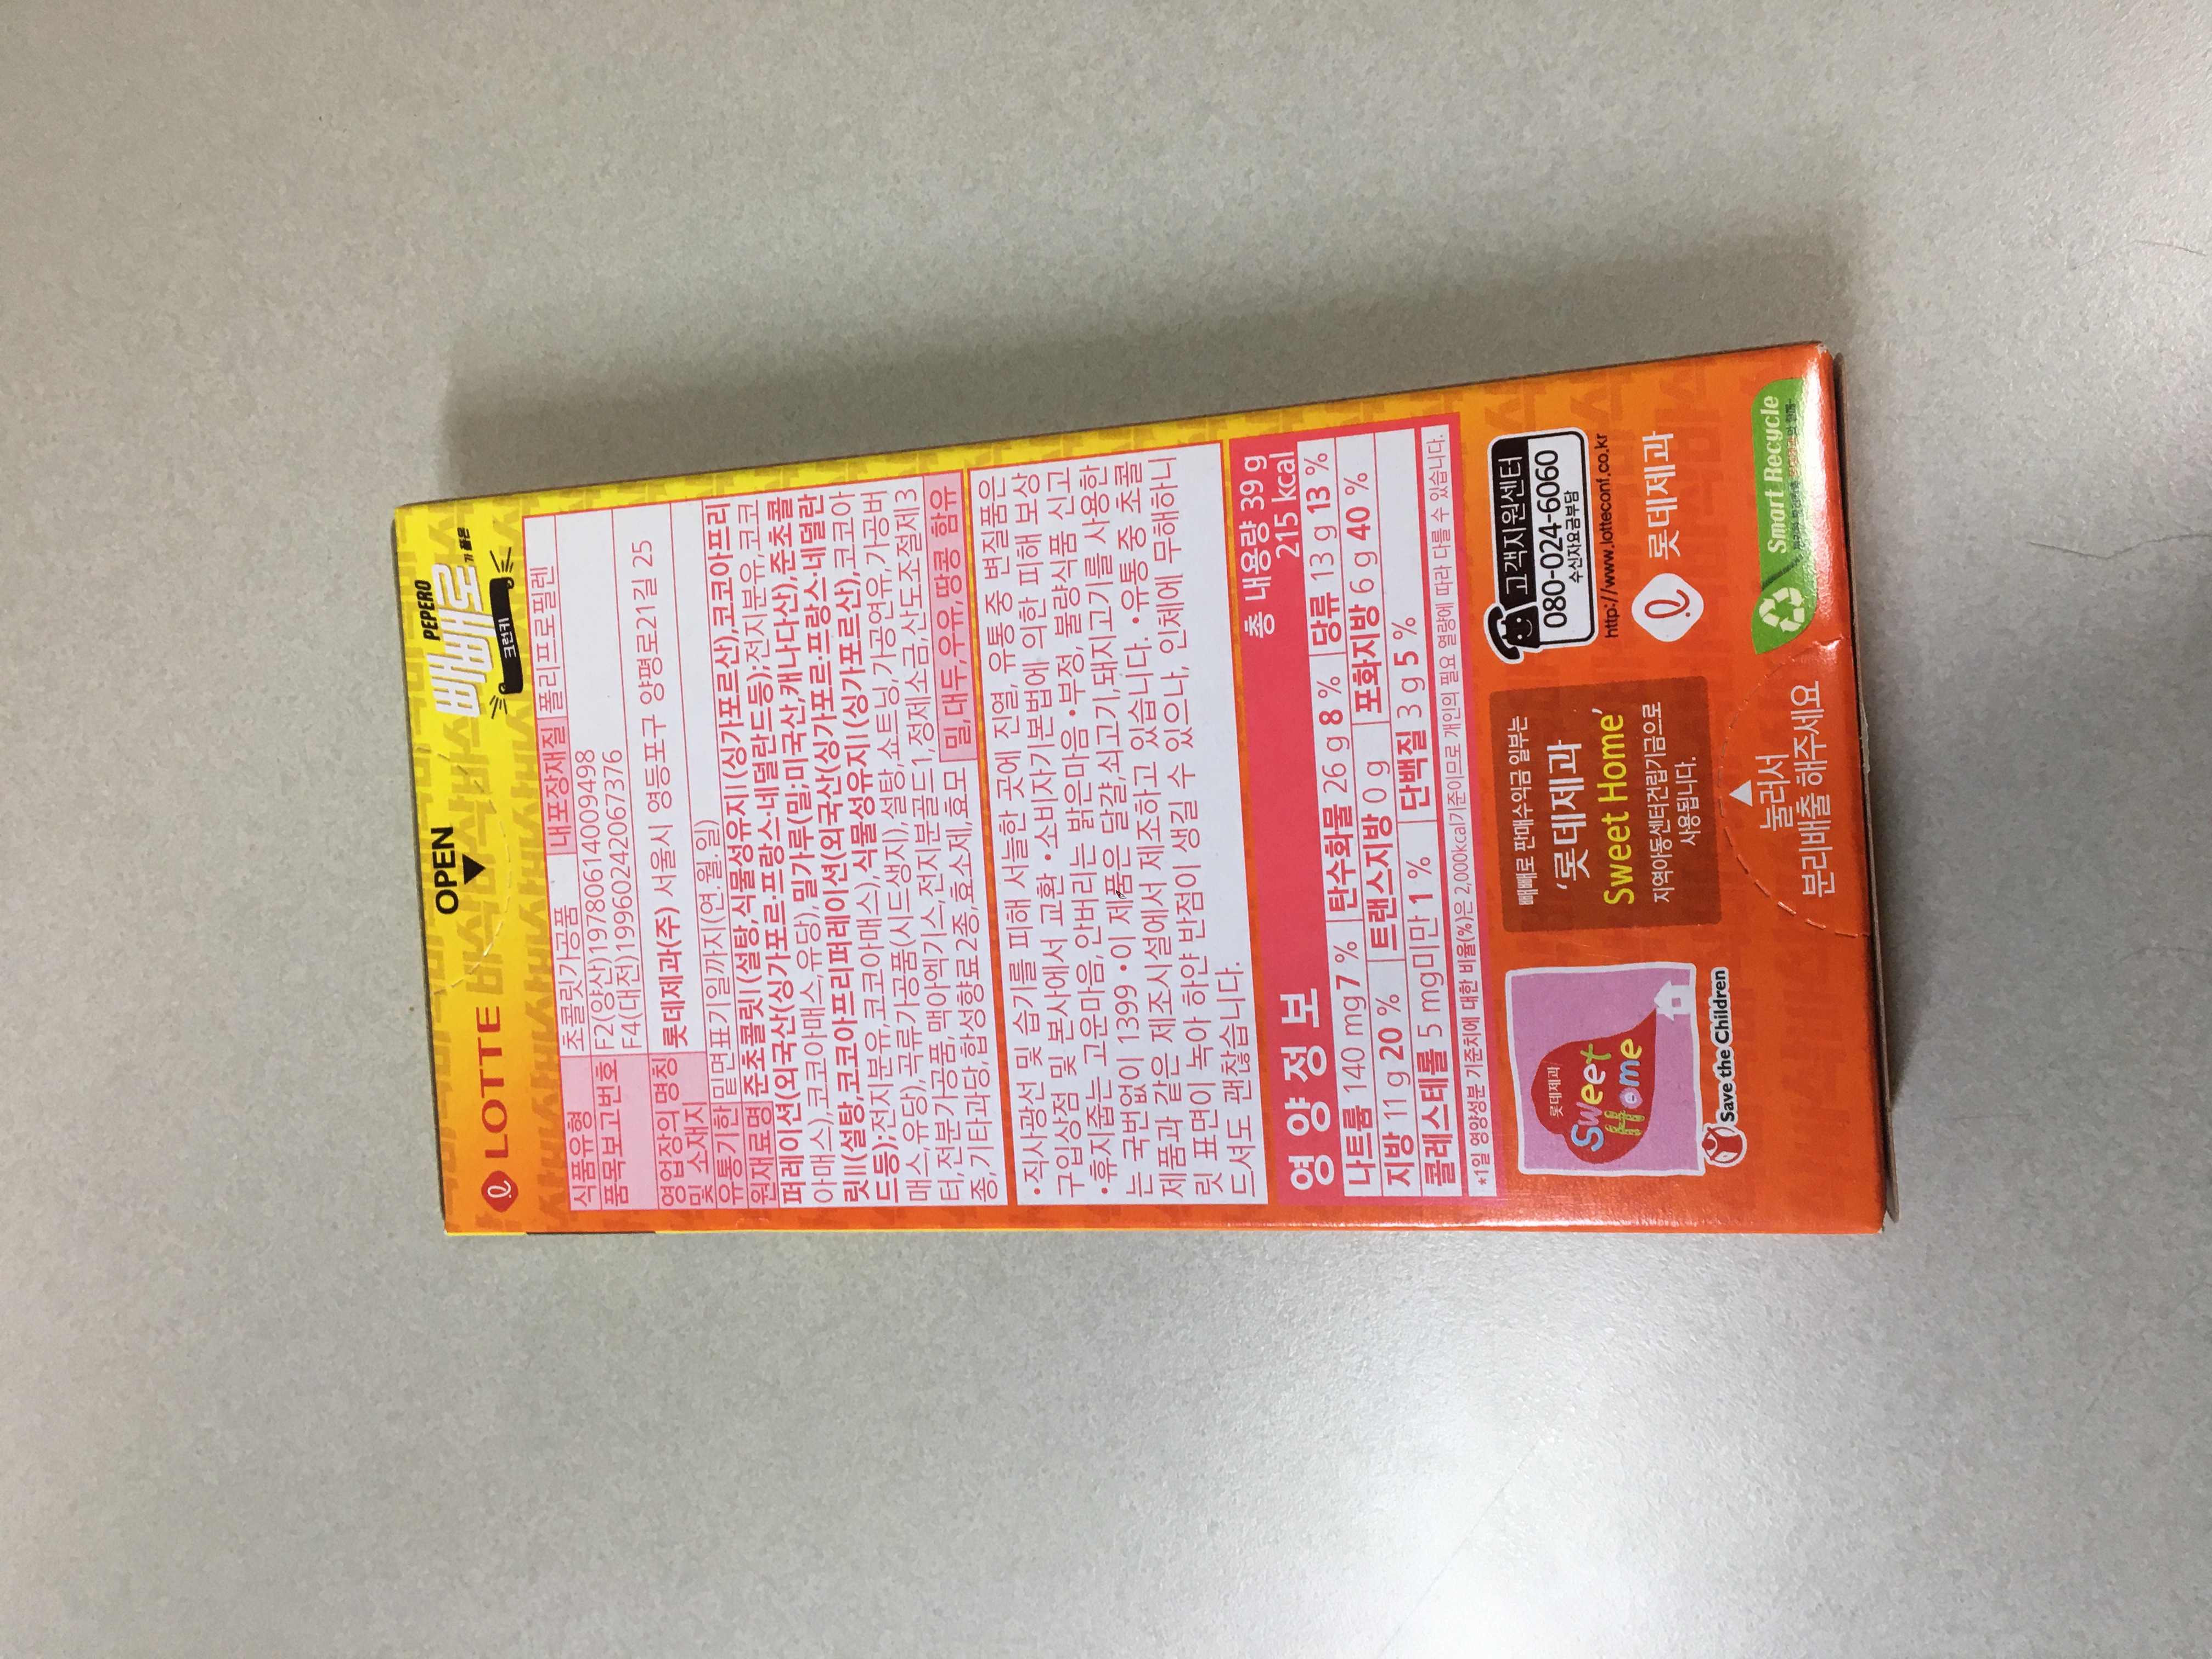 OPEN
LOTTE
PEPERO
빼빼로가 품은
크런키
식품유형 초콜릿가공품 내포장재질 폴리프로필렌
품목보고번호 F2(양산)19780614009498
F4(대전)19960242067376
영업장의 명칭 및 소재지 롯데제과(주) 서울시 영등포구 양평로21길 25
유통기한 밑면표기일까지(연.월.일)
원재료명 준초콜릿Ⅰ(설탕,식물성유지Ⅰ(싱가포르산),코코아프리
퍼레이션(외국산(싱가포르·프랑스·네덜란드등);전지분유,코코
아매스),코코아매스,유당),밀가루(밀;미국산,캐나다산),준초콜
릿Ⅱ(설탕,코코아프리퍼레이션(외국산(싱가포르·프랑스·네덜란
드등);전지분유,코코아매스),식물성유지Ⅰ(싱가포르산),코코아
매스,유당),곡류가공품(시드생지),설탕,쇼트닝,가공연유,가공버
터,전분가공품,맥아엑기스,전지분골드1,정제소금,산도조절제3
종,기타과당,합성향료2종,효소제,효모 밀,대두,우유,땅콩 함유
•직사광선 및 습기를 피해 서늘한 곳에 진열, 유통 중 변질품은
구입상점 및 본사에서 교환 •소비자기본법에 의한 피해 보상
•휴지줍는 고운마음,안버리는 밝은마음 •부정, 불량식품 신고
는 국번없이 1399 •이 제품은 달걀,쇠고기,돼지고기를 사용한
제품과 같은 제조시설에서 제조하고 있습니다. •유통 중 초콜
릿 표면이 녹아 하얀 반점이 생길 수 있으나, 인체에 무해하니
드셔도 괜찮습니다.
영양정보
총 내용량 39 g
215 kcal
나트륨 140 mg 7 % 탄수화물 26 g 8 % 당류 13 g 13 %
지방 11 g 20 % 트랜스지방 0 g 포화지방 6 g 40 %
콜레스테롤 5 mg미만 1 % 단백질 3 g 5 %
*1일 영양성분 기준치에 대한 비율(%)은 2,000kcal기준이므로 개인의 필요 열량에 따라 다를 수 있습니다.
롯데제과
Sweet
Home
Save the Children
빼빼로 판매수익금 일부는
‘롯데제과
Sweet Home’
지역아동센터건립기금으로
사용됩니다.
고객지원센터
080-024-6060
수신자요금부담
http://www.lotteconf.co.kr
롯데제과
눌러서
분리배출 해주세요
Smart Recycle